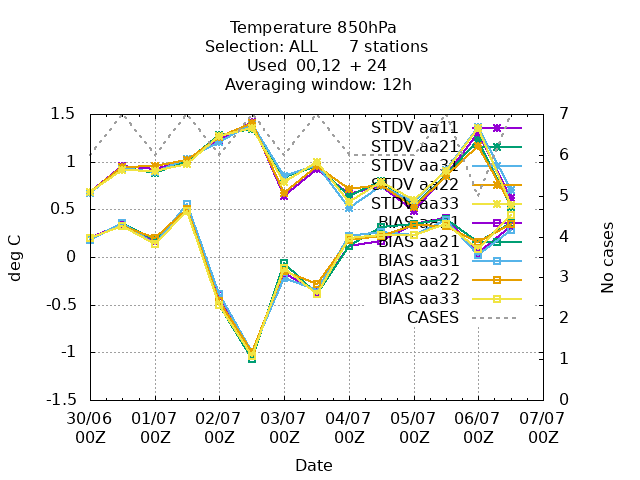 Temperature 850hPa
Selection: ALL 7 stations
Used 00,12 + 24
Averaging window: 12h
1.5
1
0.5
0
-0.5
-1
-1.5
deg C
7
6
5
4
3
2
1
0
No cases
STDV aa11
STDV aa21
STDV aa31
STDV aa22
STDV aa33
BIAS aa11
BIAS aa21
BIAS aa31
BIAS aa22
BIAS aa33
CASES
30/06 01/07 02/07 03/07 04/07 05/07 06/07 07/07
00Z 00Z 00Z 00Z 00Z 00Z 00Z 00Z
Date